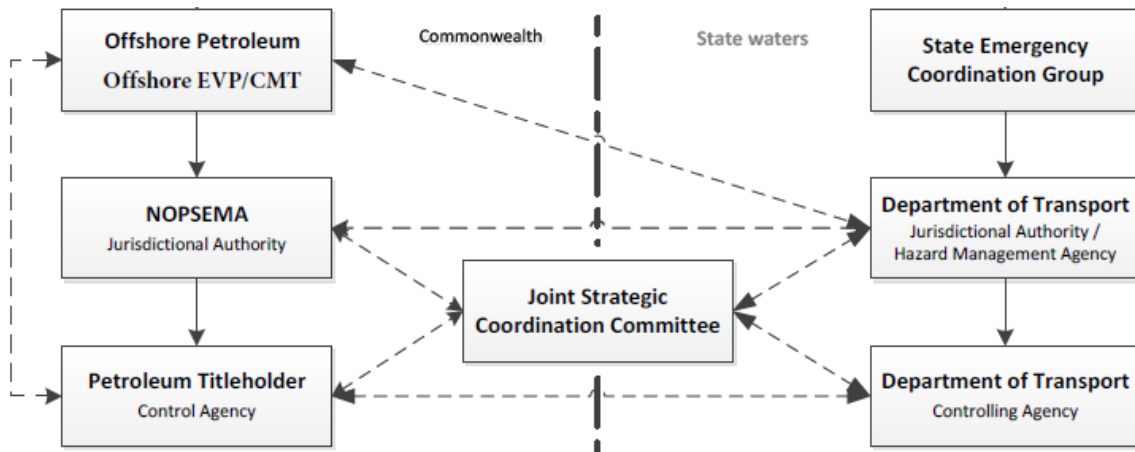 Commonwealth
State waters
Offshore Petroleum
Offshore EVP/CMT
State Emergency
Coordination Group
NOPSEMA
Jurisdictional Authority
Department of Transport
Jurisdictional Authority /
Hazard Management Agency
Joint Strategic
Coordination Committee
Petroleum Titleholder
Control Agency
Department of Transport
Controlling Agency